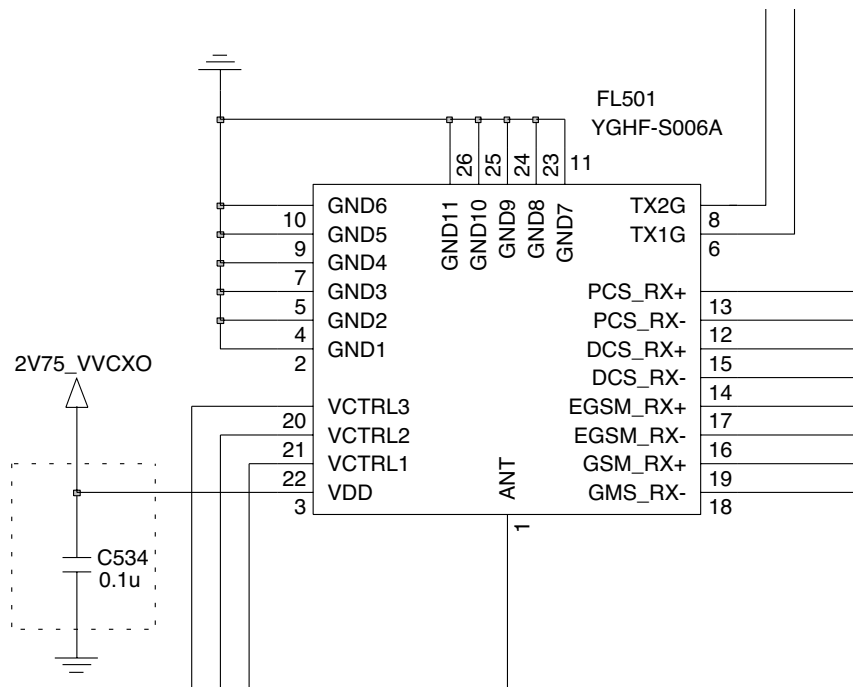 FL501
YGHF-S006A
26
25
24
23
11
GND11
GND10
GND9
GND8
GND7
GND6
10
GND5
9
GND4
7
GND3
5
GND2
4
GND1
2
2V75_VVCXO
VCTRL3
20
VCTRL2
21
VCTRL1
22
VDD
3
ANT
1
TX2G
8
TX1G
6
PCS_RX+
13
PCS_RX-
12
DCS_RX+
15
DCS_RX-
14
EGSM_RX+
17
EGSM_RX-
16
GSM_RX+
19
GMS_RX-
18
C534
0.1u